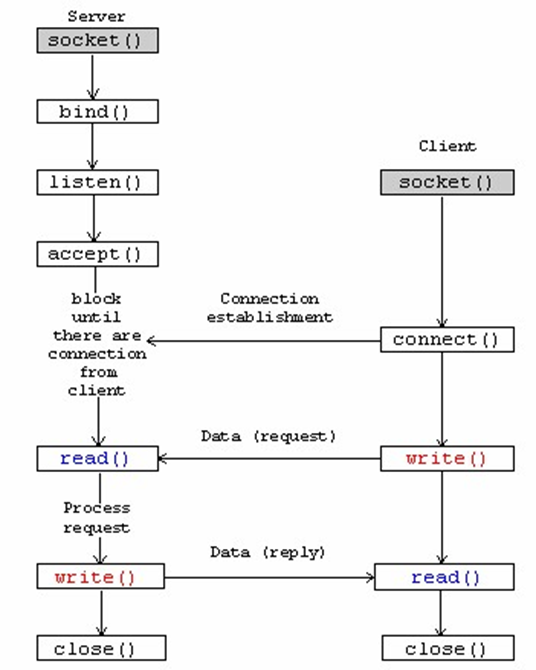 Server
socket()
bind()
listen()
accept()
block
until
there are
connection
from
client
read()
Process
request
write()
close()
Connection
establishment
Data (request)
Data (reply)
Client
socket()
connect()
write()
read()
close()